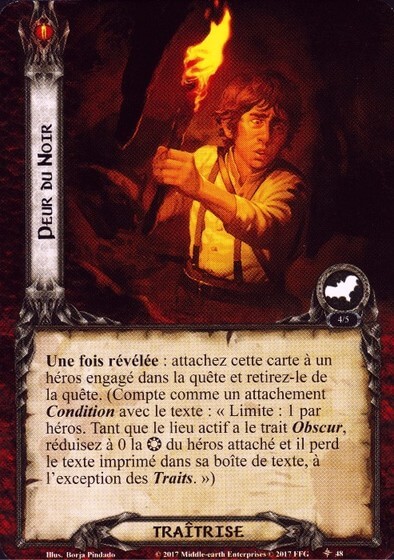 PEUR DU NOIR
4/5
Une fois révélée : attachez cette carte à un
héros engagé dans la quête et retirez-le de
la quête. (Compte comme un attachement
Condition avec le texte : « Limite : 1 par
héros. Tant que le lieu actif a le trait Obscur,
réduisez à 0 la du héros attaché et il perd
le texte imprimé dans sa boîte de texte, à
l'exception des Traits. »)
TRAÎTRISE
Illus. Borja Pindado © 2017 Middle-earth Enterprises © 2017 FFG 48